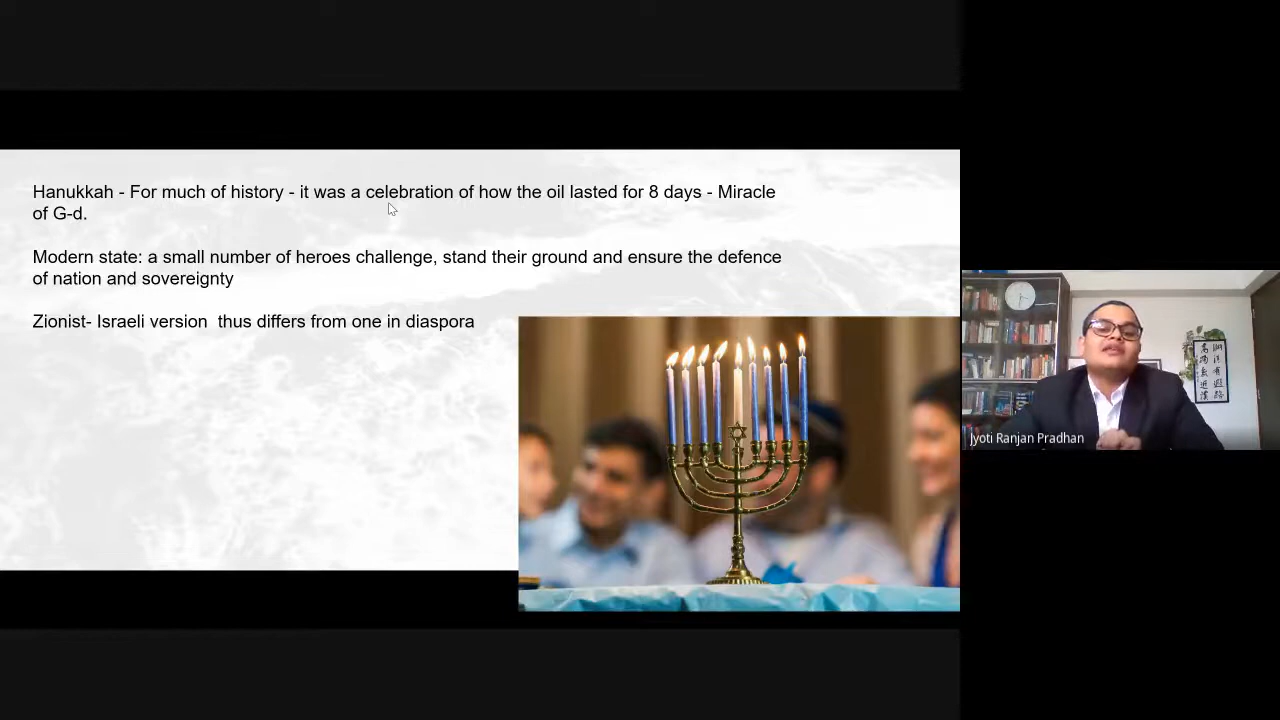 Hanukkah - For much of history - it was a celebration of how the oil lasted for 8 days - Miracle
of G-d.
Modern state: a small number of heroes challenge, stand their ground and ensure the defence
of nation and sovereignty
Zionist- Israeli version  thus differs from one in diaspora
Jyoti Ranjan Pradhan